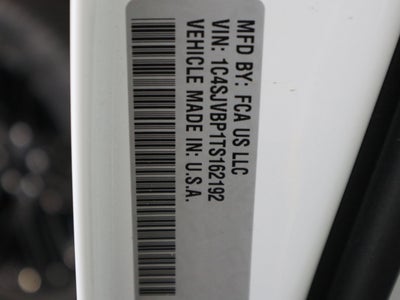 MFD BY: FCA US LLC
VIN: 1C4SJVBP1TS162192
VEHICLE MADE IN: U.S.A.